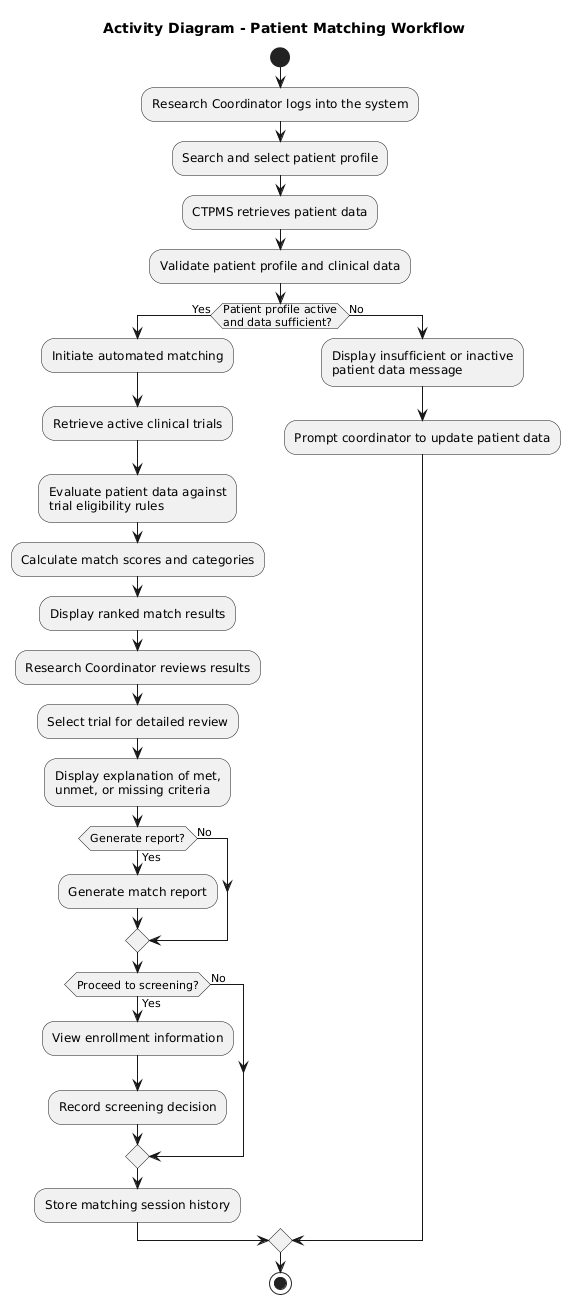 Activity Diagram - Patient Matching Workflow
Research Coordinator logs into the system
Search and select patient profile
CTPMS retrieves patient data
Validate patient profile and clinical data
Yes
Patient profile active
and data sufficient?
No
Initiate automated matching
Display insufficient or inactive
patient data message
Retrieve active clinical trials
Prompt coordinator to update patient data
Evaluate patient data against
trial eligibility rules
Calculate match scores and categories
Display ranked match results
Research Coordinator reviews results
Select trial for detailed review
Display explanation of met,
unmet, or missing criteria
Generate report?
No
Yes
Generate match report
Proceed to screening?
No
Yes
View enrollment information
Record screening decision
Store matching session history